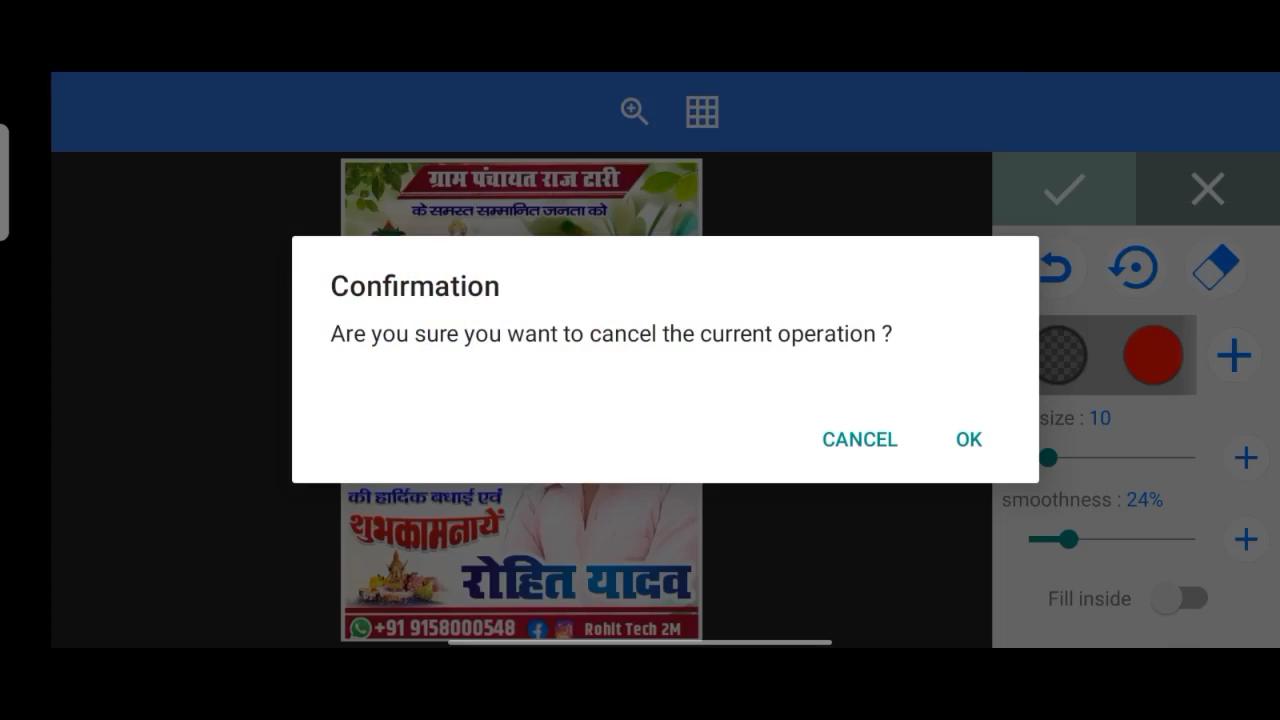 ग्राम पंचायत राज टारी
के समस्त सम्मानित जनता को
Confirmation
Are you sure you want to cancel the current operation ?
CANCEL
OK
size : 10
smoothness : 24%
Fill inside
की हार्दिक बधाई एवं
शुभकामनायें
रोहित यादव
+91 9158000548
Rohit Tech 2M